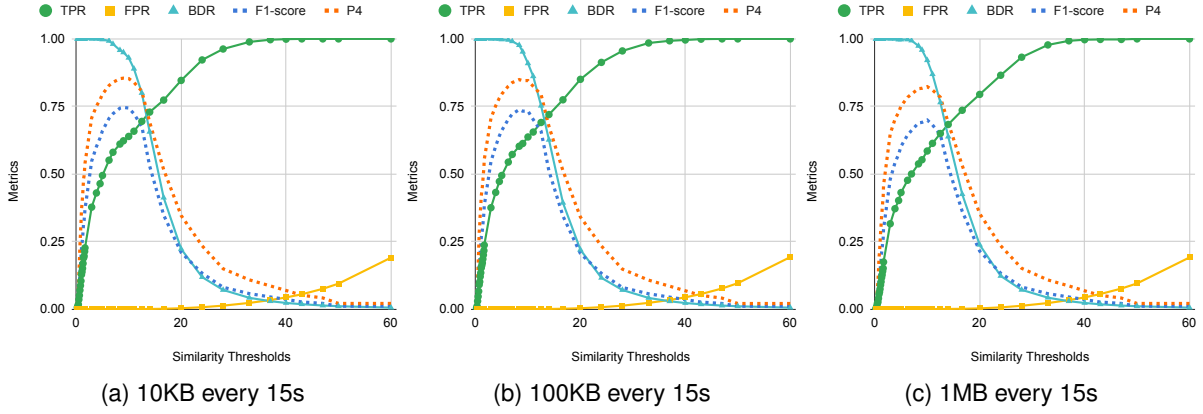 TPR FPR BDR F1-score P4
1.00
0.75
0.50
0.25
0.00
Metrics
0 20 40 60
Similarity Thresholds
(a) 10KB every 15s
TPR FPR BDR F1-score P4
1.00
0.75
0.50
0.25
0.00
Metrics
0 20 40 60
Similarity Thresholds
(b) 100KB every 15s
TPR FPR BDR F1-score P4
1.00
0.75
0.50
0.25
0.00
Metrics
0 20 40 60
Similarity Thresholds
(c) 1MB every 15s